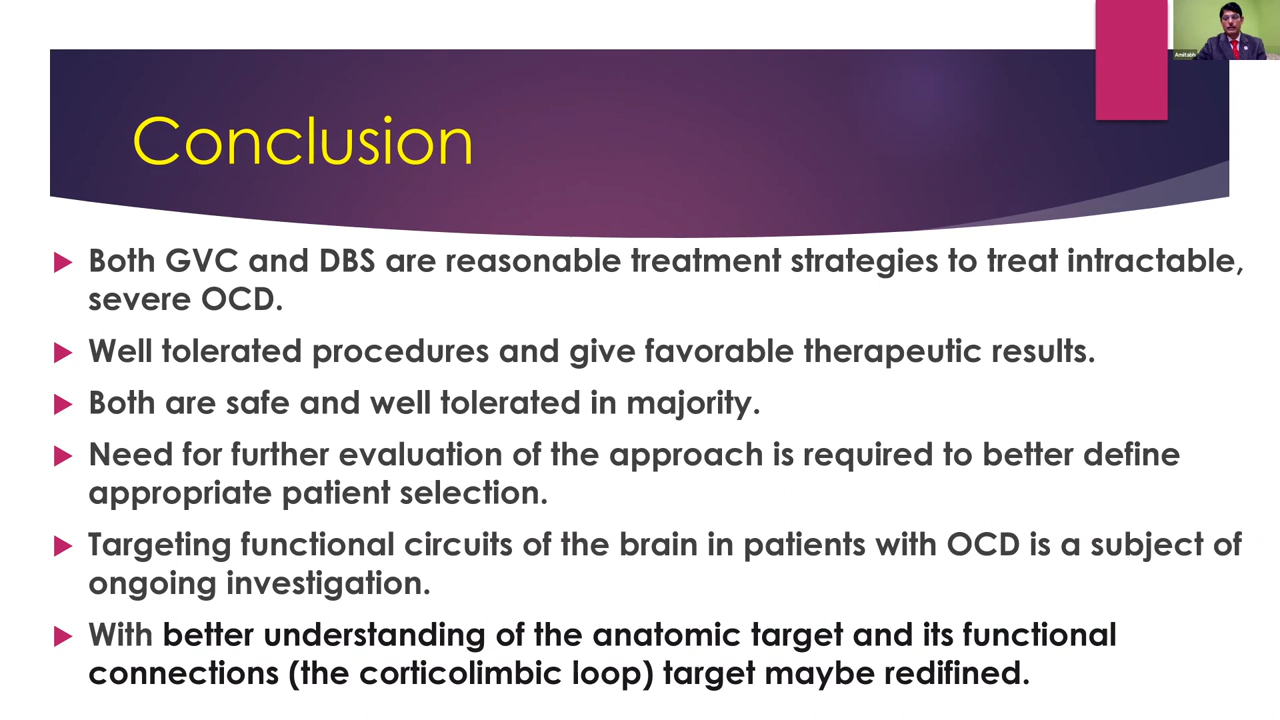 Amitabh
Conclusion
Both GVC and DBS are reasonable treatment strategies to treat intractable,
severe OCD.
Well tolerated procedures and give favorable therapeutic results.
Both are safe and well tolerated in majority.
Need for further evaluation of the approach is required to better define
appropriate patient selection.
Targeting functional circuits of the brain in patients with OCD is a subject of
ongoing investigation.
With better understanding of the anatomic target and its functional
connections (the corticolimbic loop) target maybe redifined.